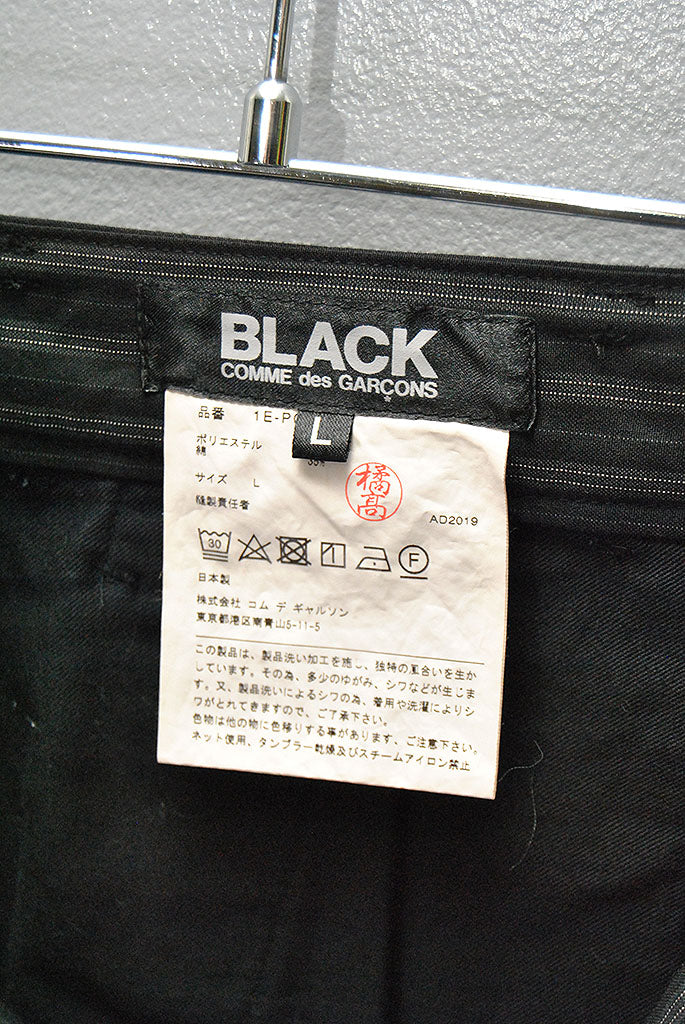 BLACK
COMME des GARÇONS
L
品番 1E-P
ポリエステル
綿 35%
サイズ L
縫製責任者
橘高
AD2019
30
F
日本製
株式会社 コム デ ギャルソン
東京都港区南青山5-11-5
この製品は、製品洗い加工を施し、独特の風合いを生か
しています。その為、多少のゆがみ、シワなどが生じま
す。又、製品洗いによるシワの為、着用や洗濯によりシ
ワがとれてきますので、ご了承下さい。
色物は他の物に色移りする事があります、ご注意下さい。
ネット使用、タンブラー乾燥及びスチームアイロン禁止